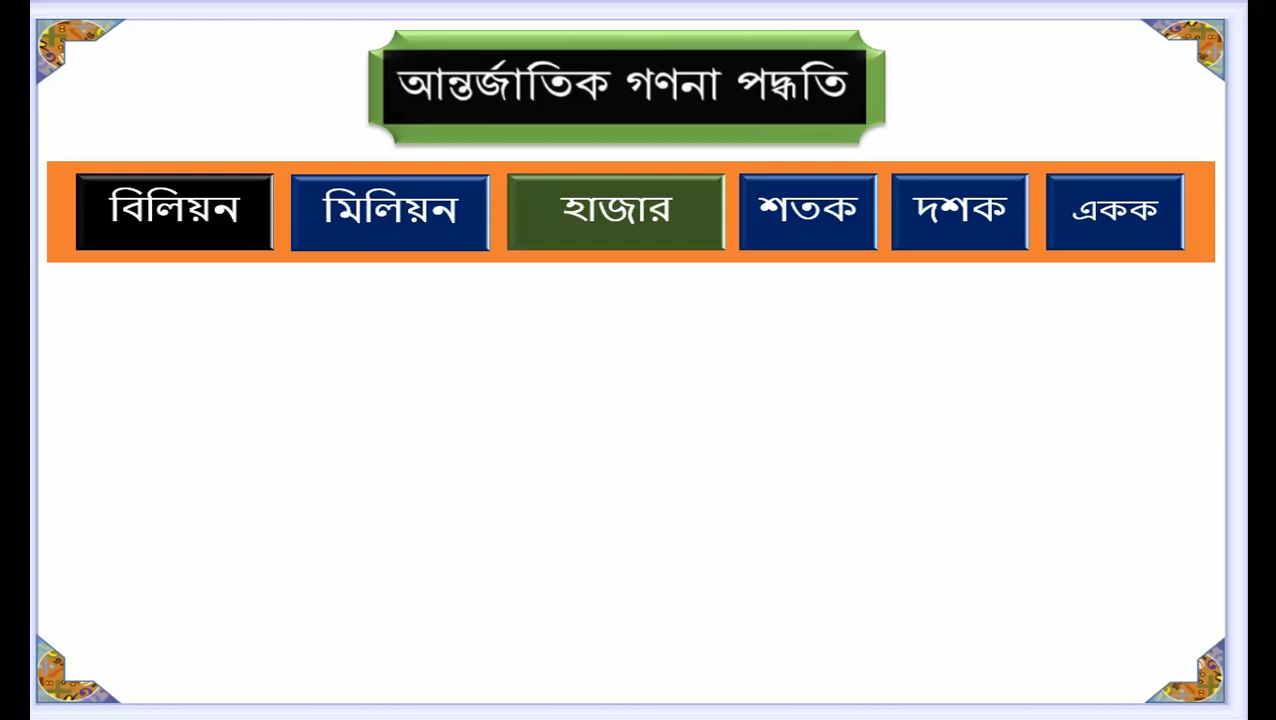 আন্তর্জাতিক গণনা পদ্ধতি
বিলিয়ন মিলিয়ন হাজার শতক দশক একক